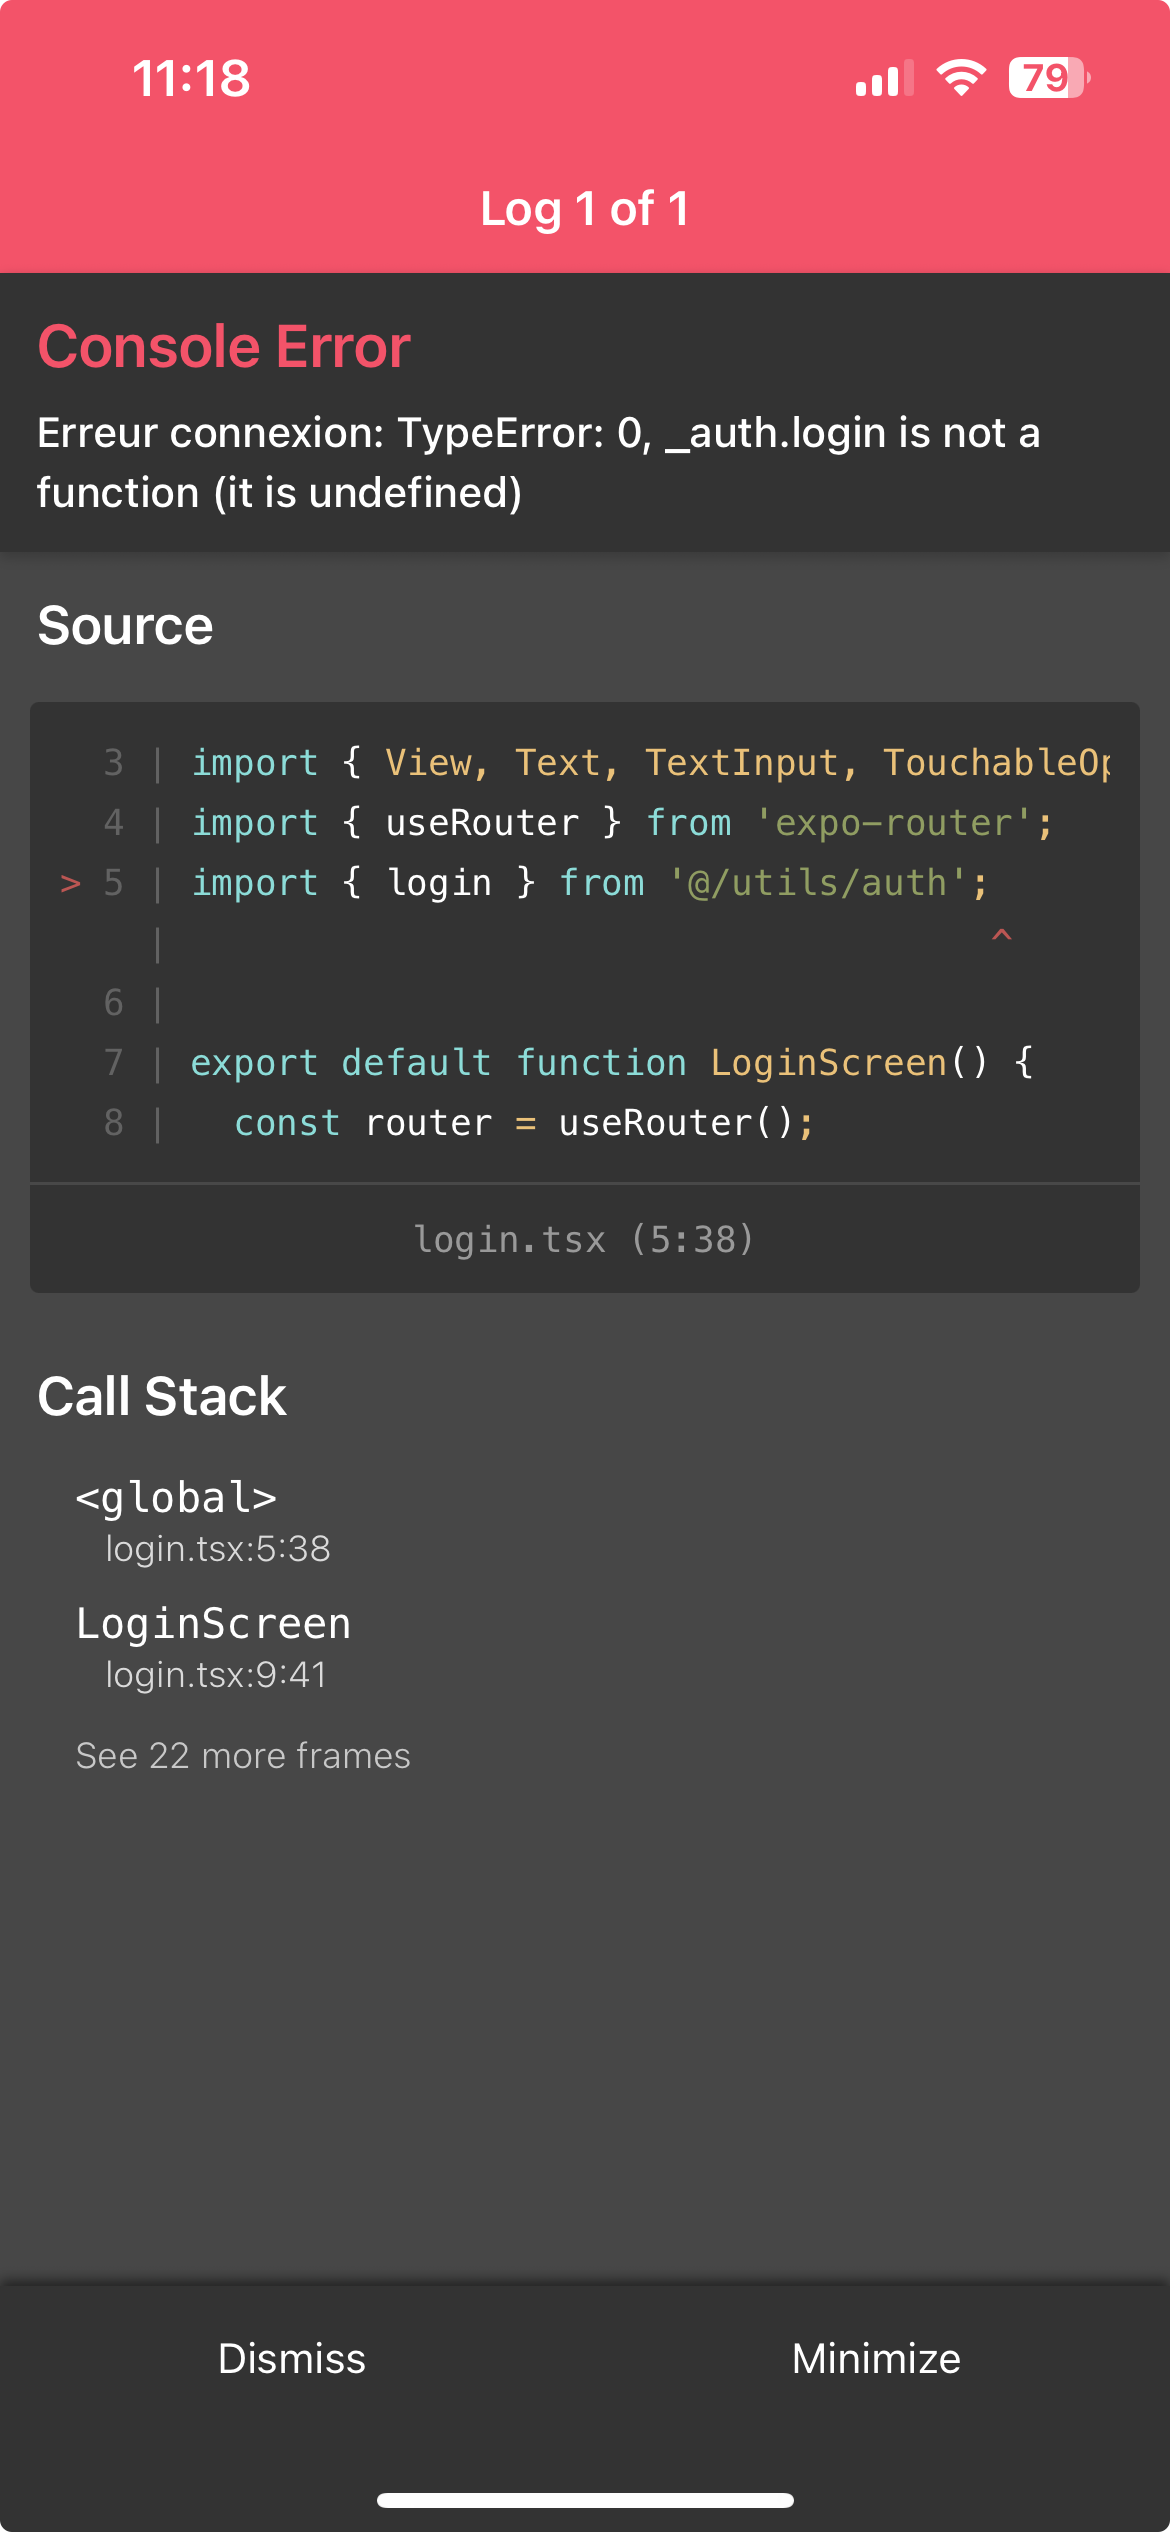 11:18
79
Log 1 of 1
Console Error
Erreur connexion: TypeError: 0, _auth.login is not a
function (it is undefined)
Source
3 | import { View, Text, TextInput, TouchableOp
4 | import { useRouter } from 'expo-router';
> 5 | import { login } from '@/utils/auth';
| ^
6 |
7 | export default function LoginScreen() {
8 | const router = useRouter();
login.tsx (5:38)
Call Stack
<global>
login.tsx:5:38
LoginScreen
login.tsx:9:41
See 22 more frames
Dismiss
Minimize